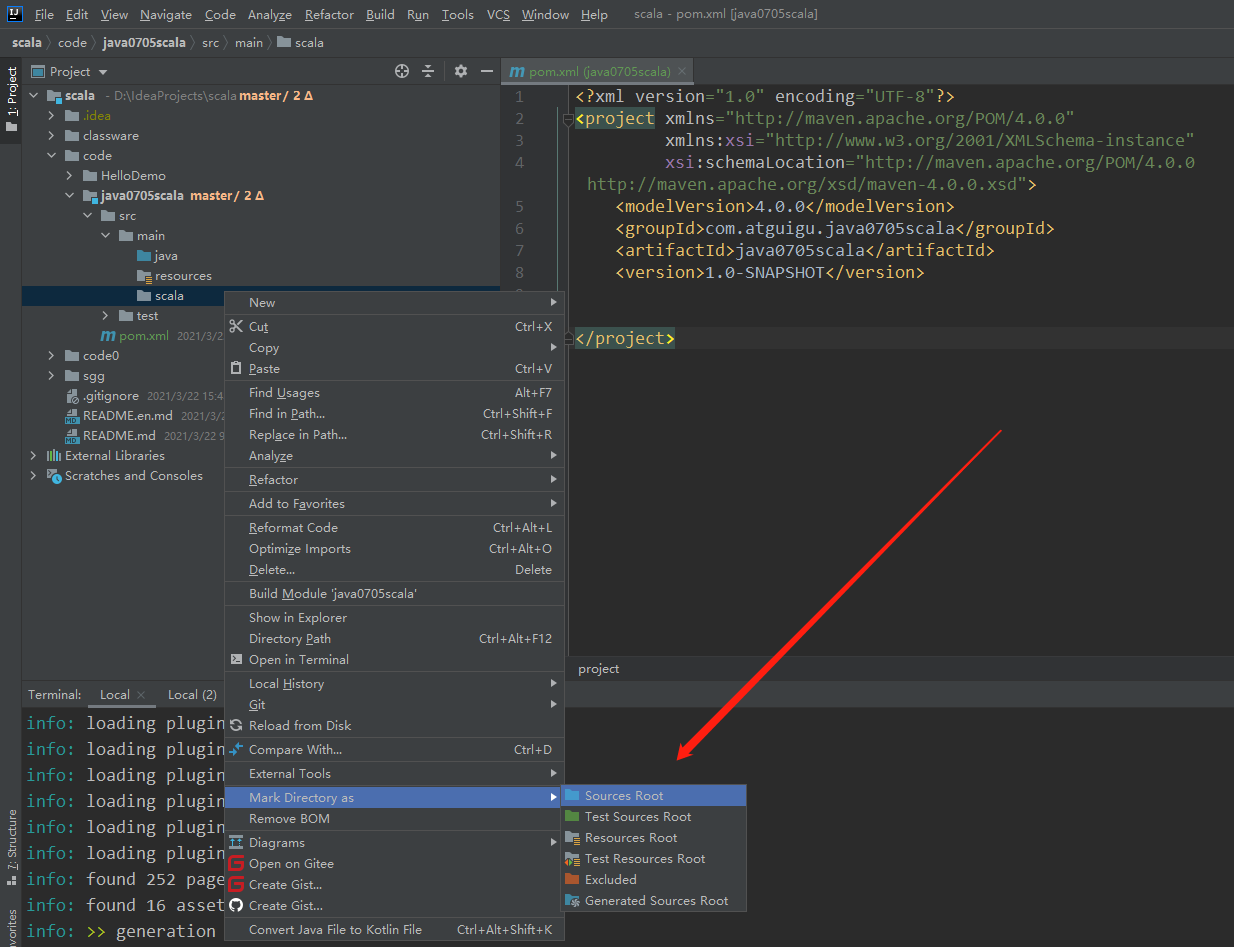 File Edit View Navigate Code Analyze Refactor Build Run Tools VCS Window Help scala - pom.xml [java0705scala]
scala code java0705scala src main scala
1: Project
Project
pom.xml (java0705scala)
scala - D:\IdeaProjects\scala master/ 2 Δ
.idea
classware
code
HelloDemo
java0705scala master/ 2 Δ
src
main
java
resources
scala
test
pom.xml 2021/3/2
code0
sgg
.gitignore 2021/3/22 15:4
README.en.md 2021/3/2
README.md 2021/3/22 9
External Libraries
Scratches and Consoles
1 <?xml version="1.0" encoding="UTF-8"?>
2 <project xmlns="http://maven.apache.org/POM/4.0.0"
3 xmlns:xsi="http://www.w3.org/2001/XMLSchema-instance"
4 xsi:schemaLocation="http://maven.apache.org/POM/4.0.0
http://maven.apache.org/xsd/maven-4.0.0.xsd">
5 <modelVersion>4.0.0</modelVersion>
6 <groupId>com.atguigu.java0705scala</groupId>
7 <artifactId>java0705scala</artifactId>
8 <version>1.0-SNAPSHOT</version>
</project>
project
New
Cut Ctrl+X
Copy
Paste Ctrl+V
Find Usages Alt+F7
Find in Path... Ctrl+Shift+F
Replace in Path... Ctrl+Shift+R
Analyze
Refactor
Add to Favorites
Reformat Code Ctrl+Alt+L
Optimize Imports Ctrl+Alt+O
Delete... Delete
Build Module 'java0705scala'
Show in Explorer
Directory Path Ctrl+Alt+F12
Open in Terminal
Local History
Git
Reload from Disk
Compare With... Ctrl+D
External Tools
Mark Directory as
Remove BOM
Diagrams
Open on Gitee
Create Gist...
Create Gist...
Convert Java File to Kotlin File Ctrl+Alt+Shift+K
Sources Root
Test Sources Root
Resources Root
Test Resources Root
Excluded
Generated Sources Root
Terminal: Local Local (2)
info: loading plugin
info: loading plugin
info: loading plugin
info: loading plugin
info: loading plugin
info: loading plugin
info: found 252 page
info: found 16 asset
info: >> generation
7: Structure
avorites